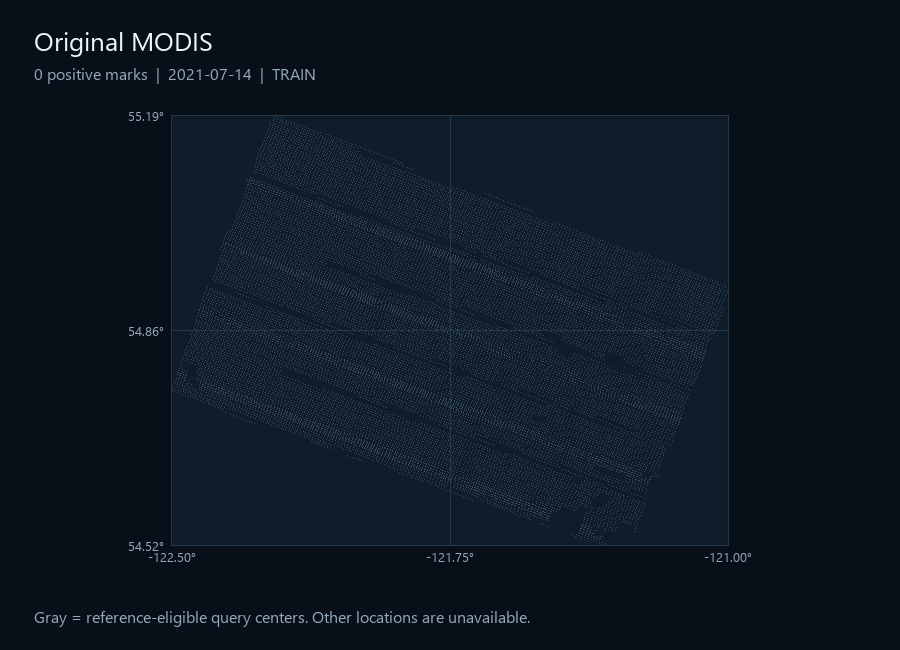 Original MODIS
0 positive marks | 2021-07-14 | TRAIN
55.19°
54.86°
54.52°
-122.50°
-121.75°
-121.00°
Gray = reference-eligible query centers. Other locations are unavailable.